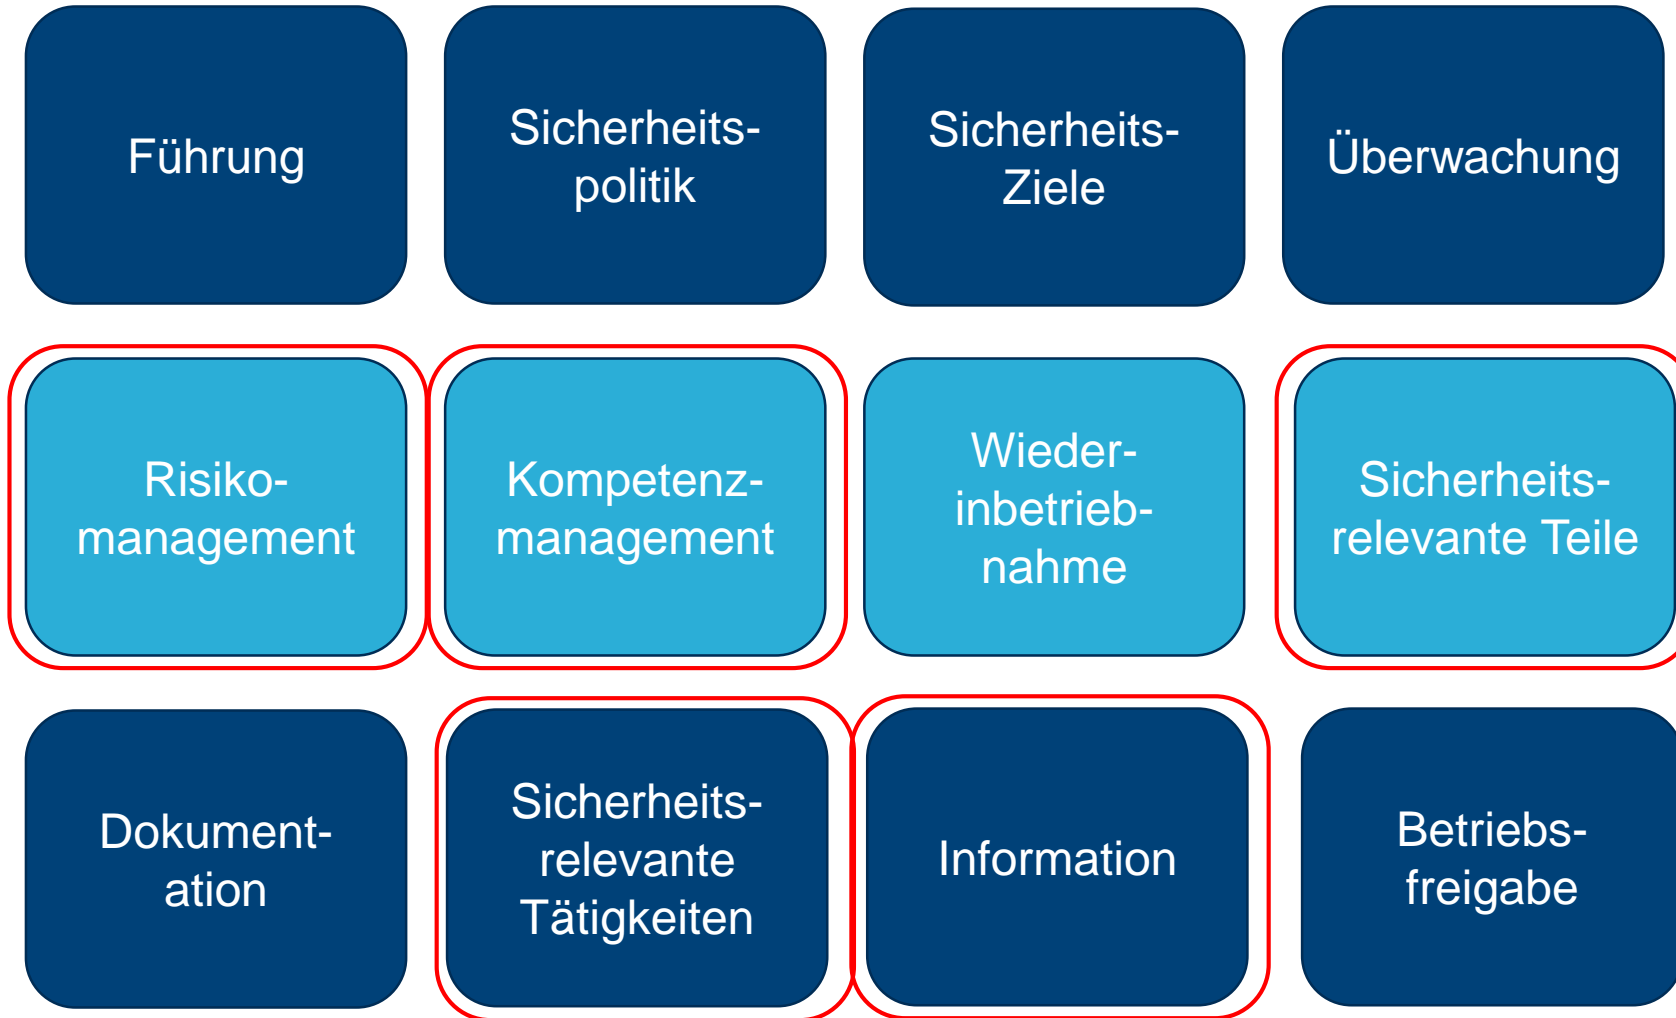 Führung
Sicherheits-
politik
Sicherheits-
Ziele
Überwachung
Risiko-
management
Kompetenz-
management
Wieder-
inbetrieb-
nahme
Sicherheits-
relevante Teile
Dokument-
ation
Sicherheits-
relevante
Tätigkeiten
Information
Betriebs-
freigabe